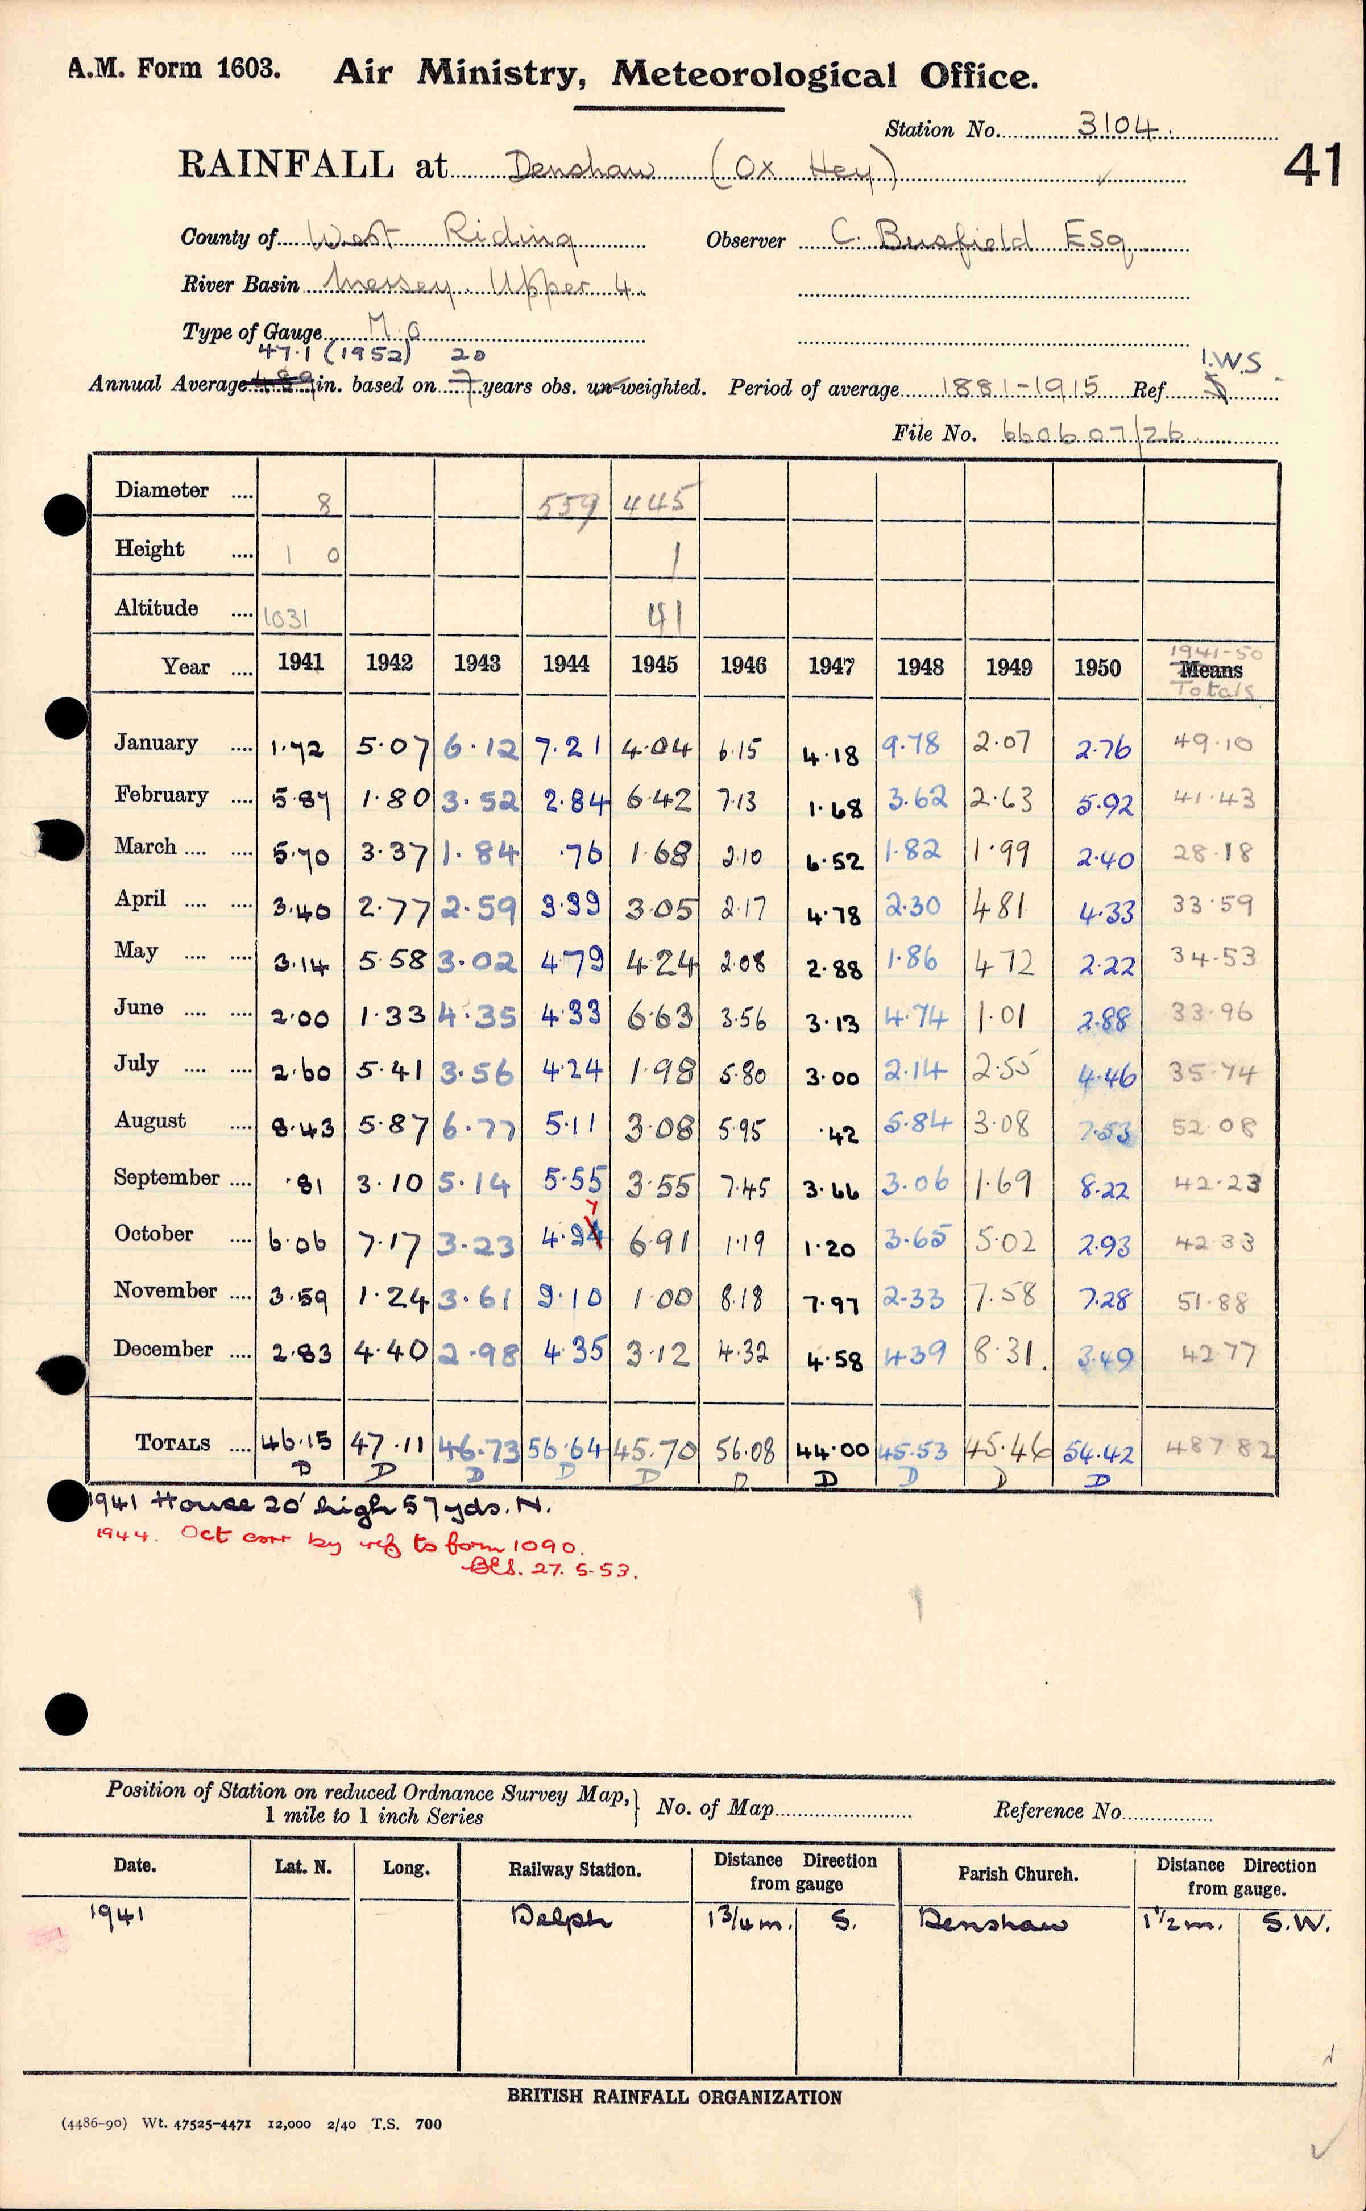 A.M. Form 1603. Air Ministry, Meteorological Office.
Station No. 3104
41
RAINFALL at Denshaw (Ox Hey)
County of West Riding Observer C. Busfield Esq
River Basin Mersey. Upper 4.
Type of Gauge M.O
47.1 (1952) 20 I.W.S
Annual Average 48.9 in. based on 7 years obs. un-weighted. Period of average 1881-1915 Ref.
File No. 660607/26
Diameter .... 8 559 445
Height .... 1 0 1
Altitude .... 1031 41
Year .... 1941 1942 1943 1944 1945 1946 1947 1948 1949 1950 1941-50 Means Totals
January .... 1.72 5.07 6.12 7.21 4.04 6.15 4.18 9.78 2.07 2.76 49.10
February .... 5.87 1.80 3.52 2.84 6.42 7.13 1.68 3.62 2.63 5.92 41.43
March .... .... 5.70 3.37 1.84 .76 1.68 2.10 6.52 1.82 1.99 2.40 28.18
April .... .... 3.40 2.77 2.59 3.39 3.05 2.17 4.78 2.30 4.81 4.33 33.59
May .... .... 3.14 5.58 3.02 4.79 4.24 2.08 2.88 1.86 4.72 2.22 34.53
June .... .... 2.00 1.33 4.35 4.33 6.63 3.56 3.13 4.74 1.01 2.88 33.96
July .... .... 2.60 5.41 3.56 4.24 1.98 5.80 3.00 2.14 2.55 4.46 35.74
August .... 8.43 5.87 6.77 5.11 3.08 5.95 .42 5.84 3.08 7.53 52.08
September .... .81 3.10 5.14 5.55 3.55 7.45 3.66 3.06 1.69 8.22 42.23
October .... 6.06 7.17 3.23 4.97 6.91 1.19 1.20 3.65 5.02 2.93 42.33
November .... 3.59 1.24 3.61 9.10 1.00 8.18 7.97 2.33 7.58 7.28 51.88
December .... 2.83 4.40 2.98 4.35 3.12 4.32 4.58 4.39 8.31 3.49 42.77
TOTALS .... 46.15 47.11 46.73 56.64 45.70 56.08 44.00 45.53 45.46 54.42 487.82
D D D D D D D D D D
1941 House 20' high 57 yds. N.
1944. Oct corr by ref to form 1090.
27.5.53.
Position of Station on reduced Ordnance Survey Map, 1 mile to 1 inch Series } No. of Map Reference No.
Date. Lat. N. Long. Railway Station. Distance Direction from gauge Parish Church. Distance Direction from gauge.
1941 Delph 1 3/4 m. S. Denshaw 1 1/2 m. S.W.
BRITISH RAINFALL ORGANIZATION
(4486-90) Wt. 47525-4471 12,000 2/40 T.S. 700